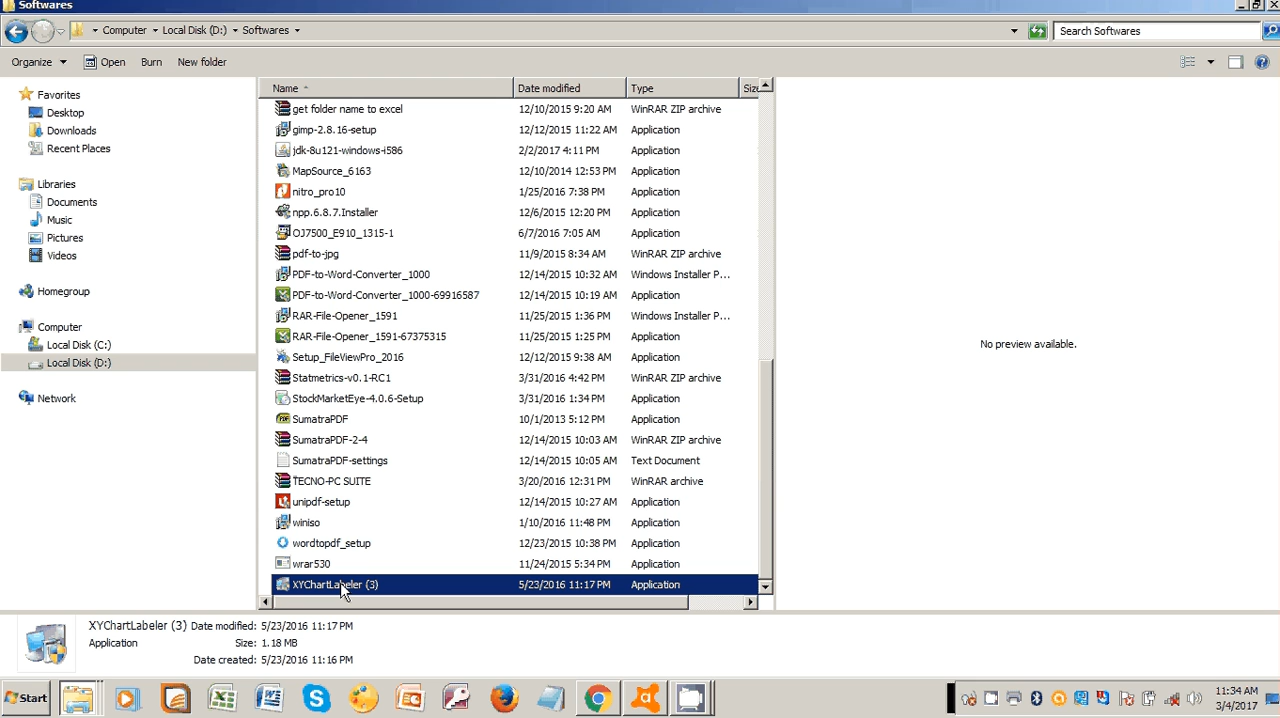 Softwares
Computer Local Disk (D:) Softwares
Search Softwares
Organize Open Burn New folder
Favorites
Desktop
Downloads
Recent Places
Libraries
Documents
Music
Pictures
Videos
Homegroup
Computer
Local Disk (C:)
Local Disk (D:)
Network
Name Date modified Type Size
get folder name to excel 12/10/2015 9:20 AM WinRAR ZIP archive
gimp-2.8.16-setup 12/12/2015 11:22 AM Application
jdk-8u121-windows-i586 2/2/2017 4:11 PM Application
MapSource_6163 12/10/2014 12:53 PM Application
nitro_pro10 1/25/2016 7:38 PM Application
npp.6.8.7.Installer 12/6/2015 12:20 PM Application
OJ7500_E910_1315-1 6/7/2016 7:05 AM Application
pdf-to-jpg 11/9/2015 8:34 AM WinRAR ZIP archive
PDF-to-Word-Converter_1000 12/14/2015 10:32 AM Windows Installer P...
PDF-to-Word-Converter_1000-69916587 12/14/2015 10:19 AM Application
RAR-File-Opener_1591 11/25/2015 1:36 PM Windows Installer P...
RAR-File-Opener_1591-67375315 11/25/2015 1:25 PM Application
Setup_FileViewPro_2016 12/12/2015 9:38 AM Application
Statmetrics-v0.1-RC1 3/31/2016 4:42 PM WinRAR ZIP archive
StockMarketEye-4.0.6-Setup 3/31/2016 1:34 PM Application
SumatraPDF 10/1/2013 5:12 PM Application
SumatraPDF-2-4 12/14/2015 10:03 AM WinRAR ZIP archive
SumatraPDF-settings 12/14/2015 10:05 AM Text Document
TECNO-PC SUITE 3/20/2016 12:31 PM WinRAR archive
unipdf-setup 12/14/2015 10:27 AM Application
winiso 1/10/2016 11:48 PM Application
wordtopdf_setup 12/23/2015 10:38 PM Application
wrar530 11/24/2015 5:34 PM Application
XYChartLabeler (3) 5/23/2016 11:17 PM Application
No preview available.
XYChartLabeler (3) Date modified: 5/23/2016 11:17 PM
Application Size: 1.18 MB
Date created: 5/23/2016 11:16 PM
Start
11:34 AM
3/4/2017